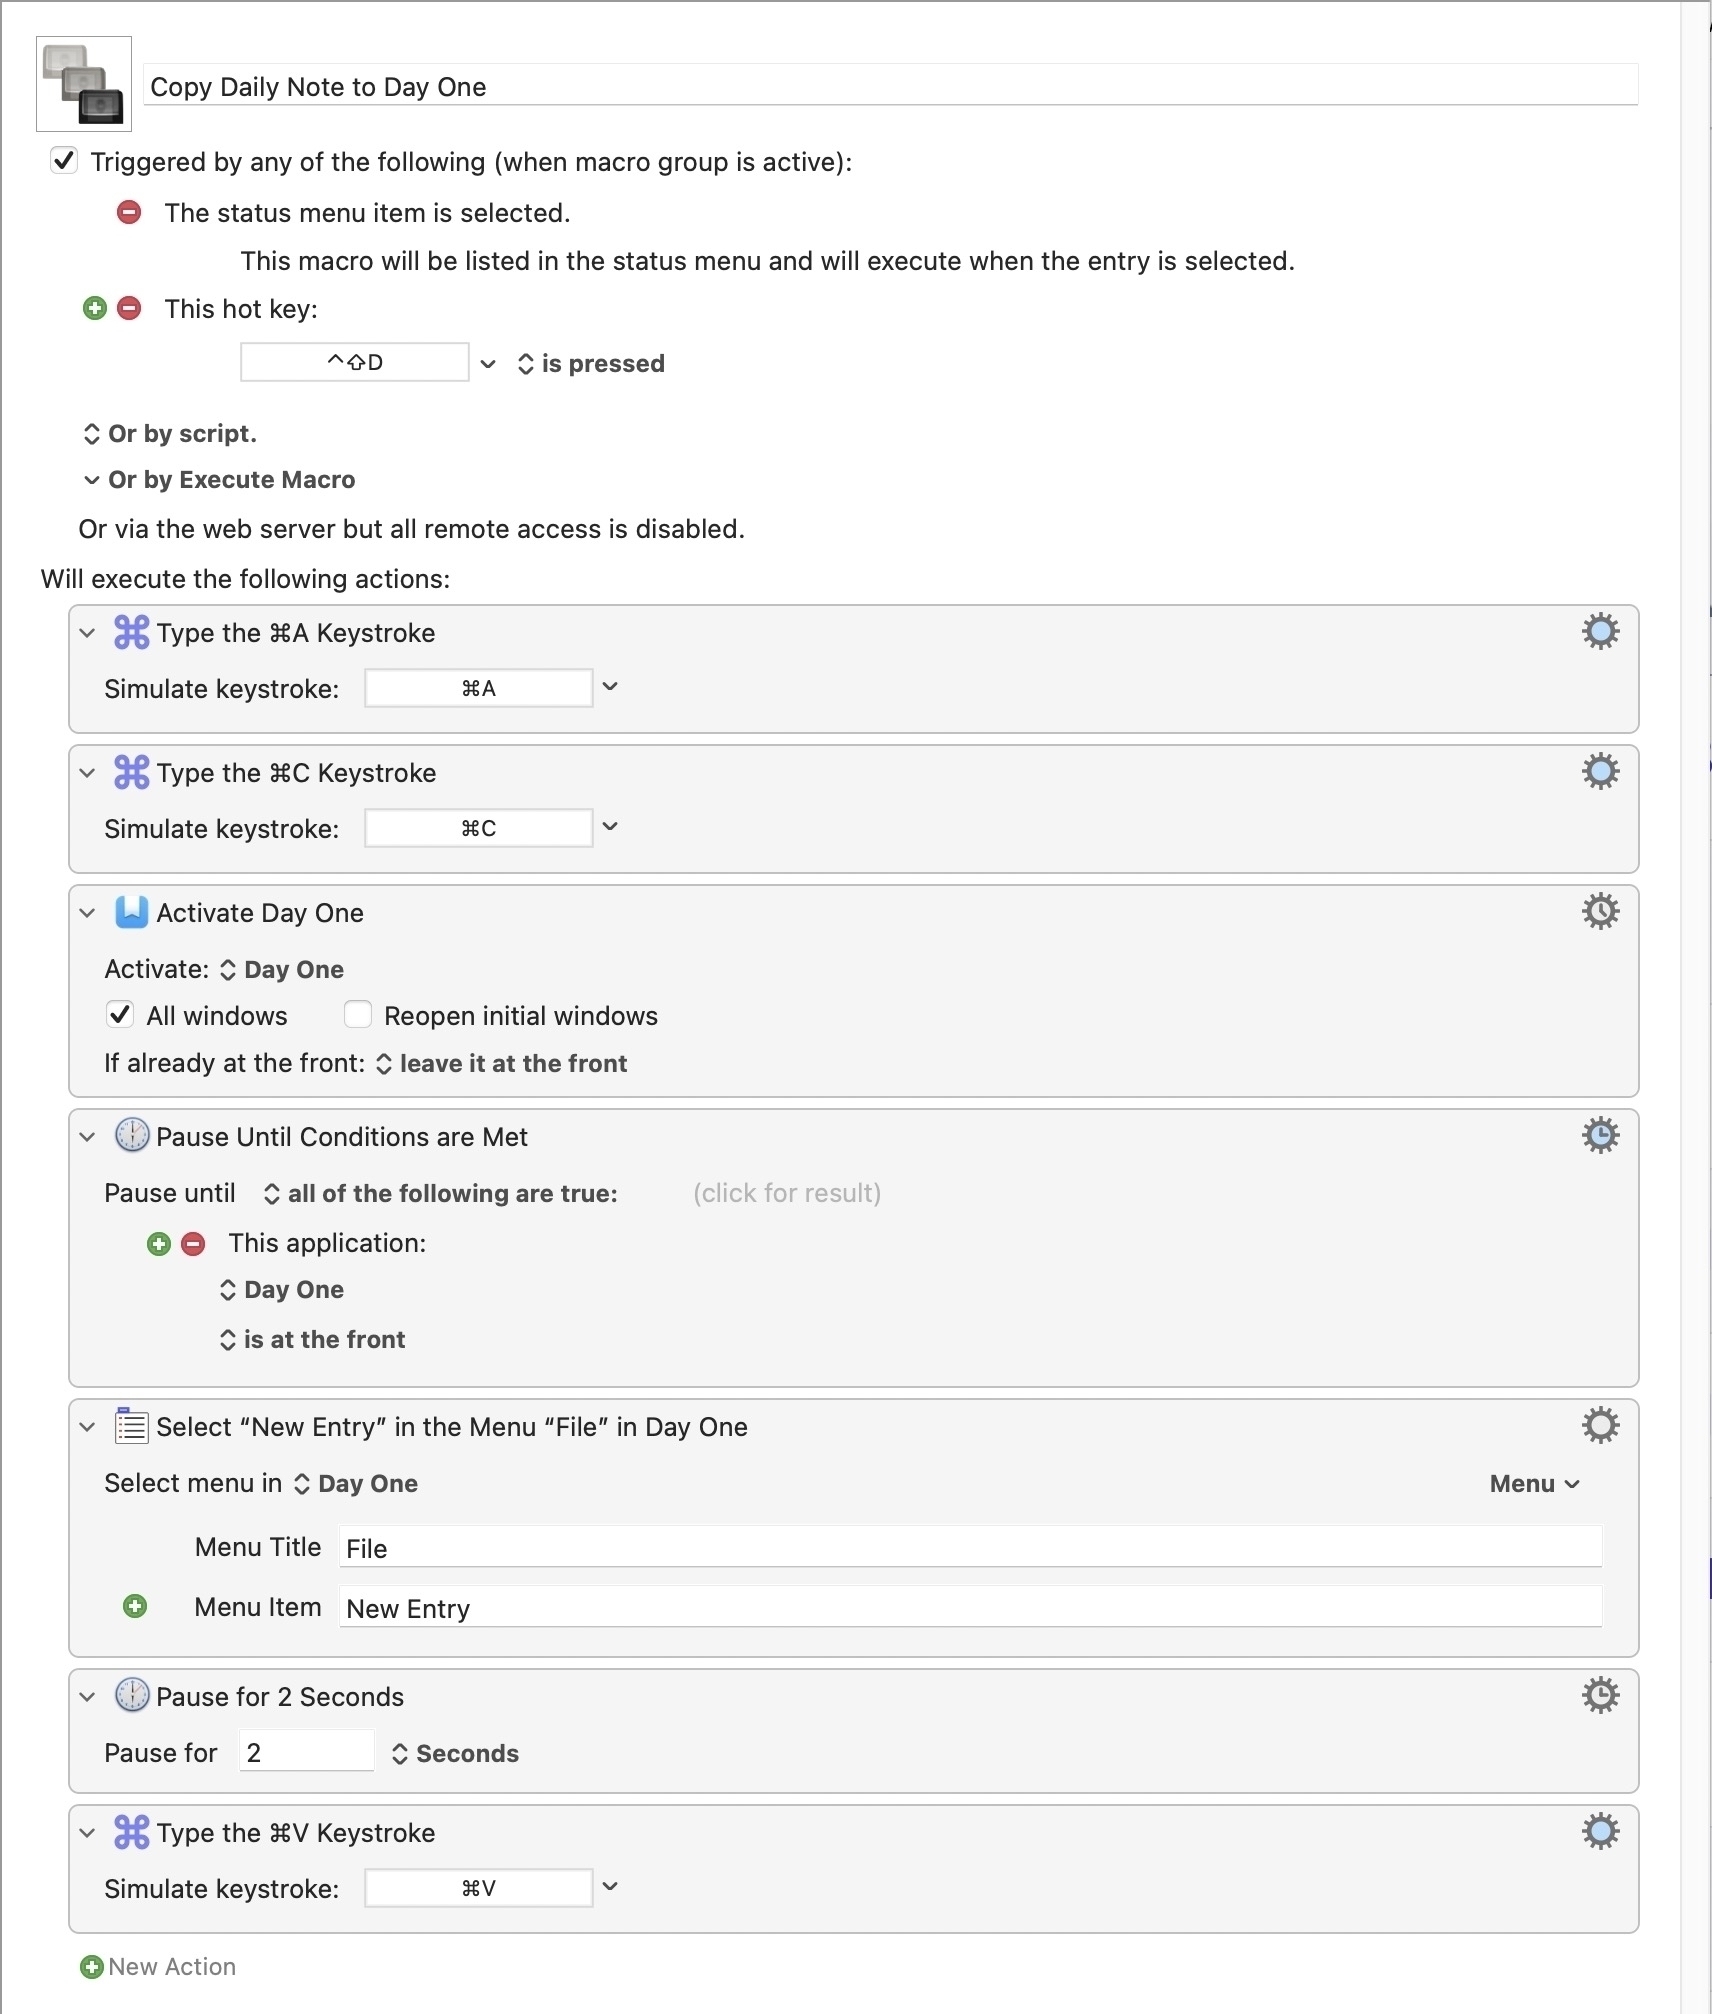 Copy Daily Note to Day One
Triggered by any of the following (when macro group is active):
The status menu item is selected.
This macro will be listed in the status menu and will execute when the entry is selected.
This hot key:
^⇧D is pressed
Or by script.
Or by Execute Macro
Or via the web server but all remote access is disabled.
Will execute the following actions:
Type the ⌘A Keystroke
Simulate keystroke: ⌘A
Type the ⌘C Keystroke
Simulate keystroke: ⌘C
Activate Day One
Activate: Day One
All windows Reopen initial windows
If already at the front: leave it at the front
Pause Until Conditions are Met
Pause until all of the following are true: (click for result)
This application:
Day One
is at the front
Select “New Entry” in the Menu “File” in Day One
Select menu in Day One Menu
Menu Title File
Menu Item New Entry
Pause for 2 Seconds
Pause for 2 Seconds
Type the ⌘V Keystroke
Simulate keystroke: ⌘V
New Action